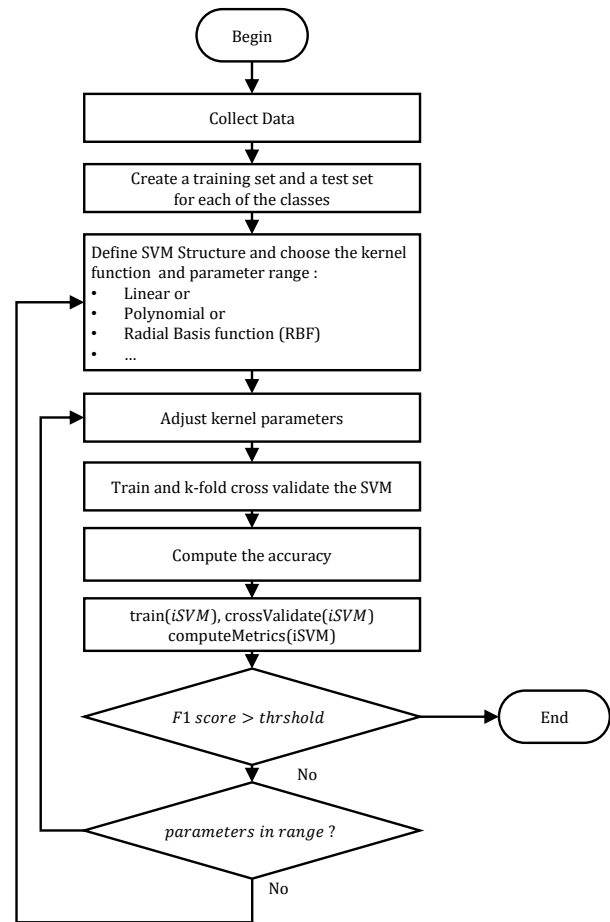 Begin
Collect Data
Create a training set and a test set
for each of the classes
Define SVM Structure and choose the kernel
function and parameter range :
• Linear or
• Polynomial or
• Radial Basis function (RBF)
• …
Adjust kernel parameters
Train and k-fold cross validate the SVM
Compute the accuracy
train(iSVM), crossValidate(iSVM)
computeMetrics(iSVM)
F1 score > thrshold
End
No
parameters in range ?
No